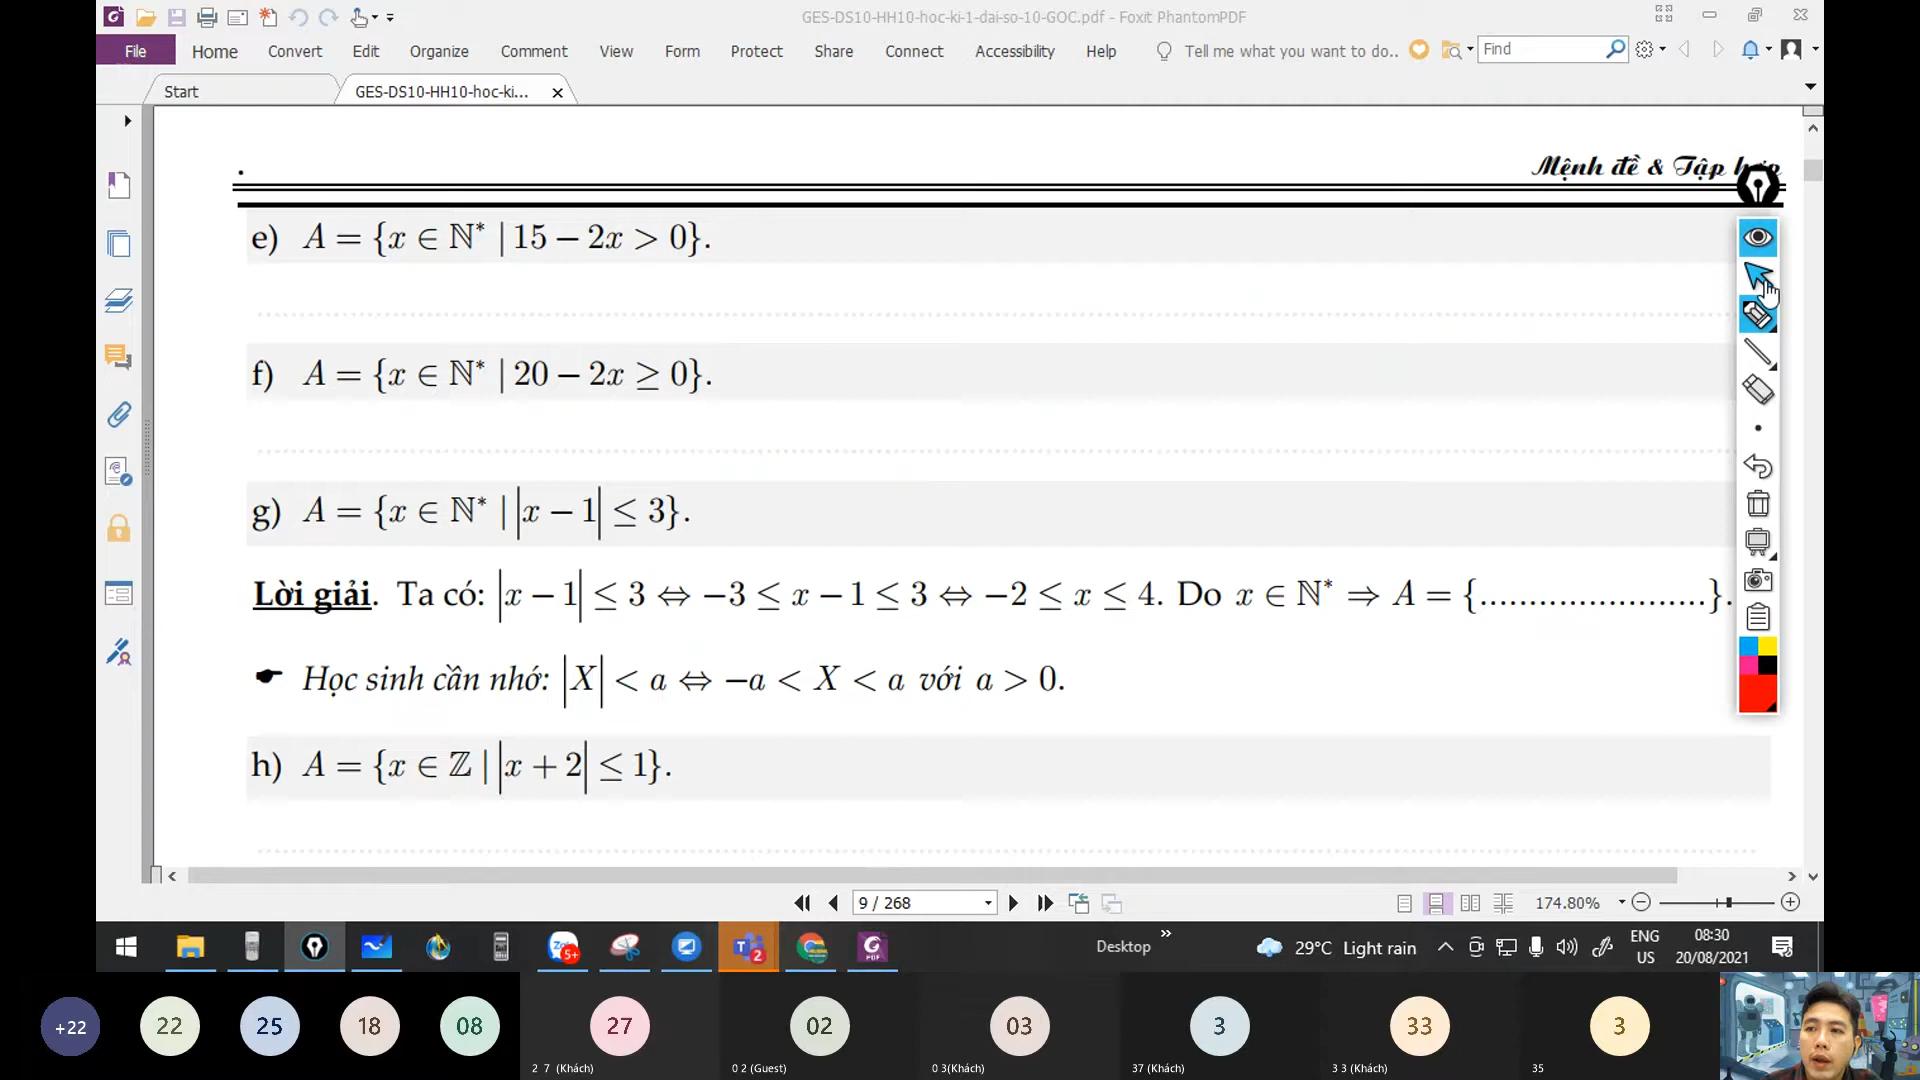 GES-DS10-HH10-hoc-ki-1-dai-so-10-GOC.pdf - Foxit PhantomPDF
File Home Convert Edit Organize Comment View Form Protect Share Connect Accessibility Help Tell me what you want to do.. Find
Start GES-DS10-HH10-hoc-ki...
. Mệnh đề & Tập hợp
e) A = {x ∈ ℕ* | 15 − 2x > 0}.
f) A = {x ∈ ℕ* | 20 − 2x ≥ 0}.
g) A = {x ∈ ℕ* | |x − 1| ≤ 3}.
Lời giải. Ta có: |x − 1| ≤ 3 ⇔ −3 ≤ x − 1 ≤ 3 ⇔ −2 ≤ x ≤ 4. Do x ∈ ℕ* ⇒ A = {.......................}.
☛ Học sinh cần nhớ: |X| < a ⇔ −a < X < a với a > 0.
h) A = {x ∈ ℤ | |x + 2| ≤ 1}.
9 / 268 174.80%
Desktop 29°C Light rain ENG US 08:30 20/08/2021
+22 22 25 18 08 27 02 03 3 33 3
2 7 (Khách) 0 2 (Guest) 0 3(Khách) 37 (Khách) 3 3 (Khách) 35